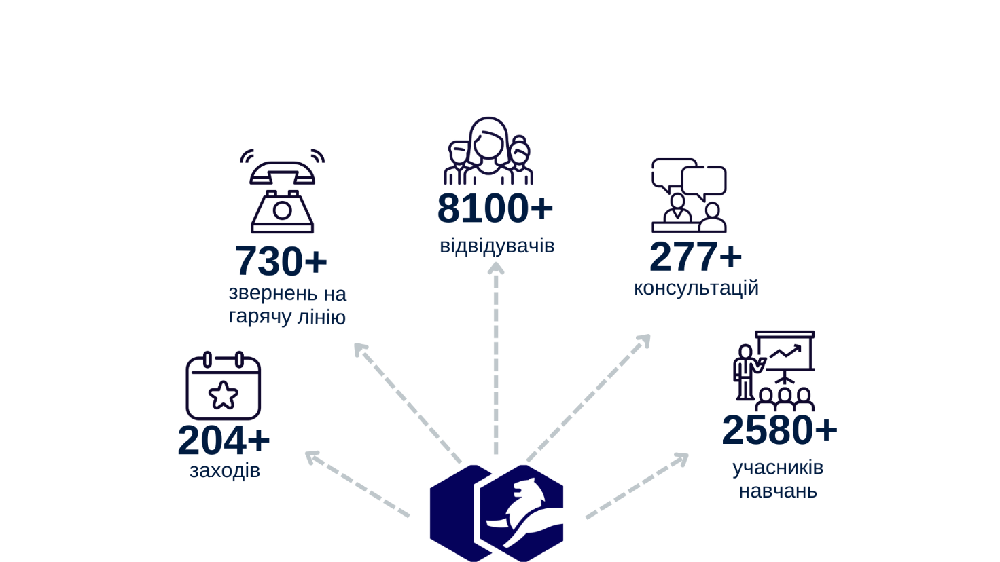 8100+
відвідувачів
730+
звернень на
гарячу лінію
277+
консультацій
204+
заходів
2580+
учасників
навчань